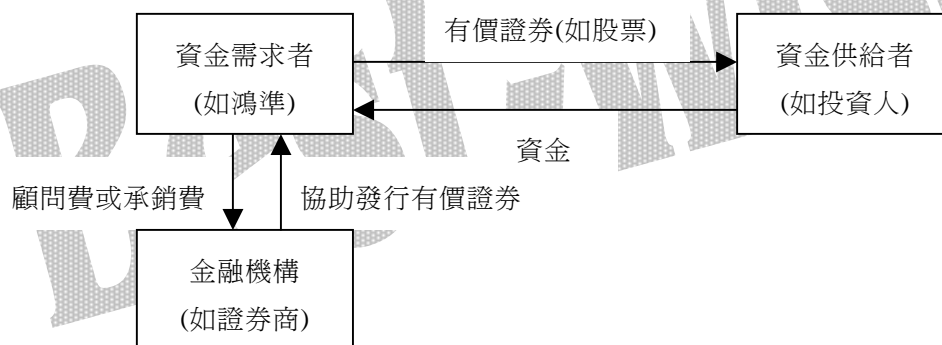 資金需求者
(如鴻準)
有價證券(如股票)
資金供給者
(如投資人)
資金
顧問費或承銷費
協助發行有價證券
金融機構
(如證券商)